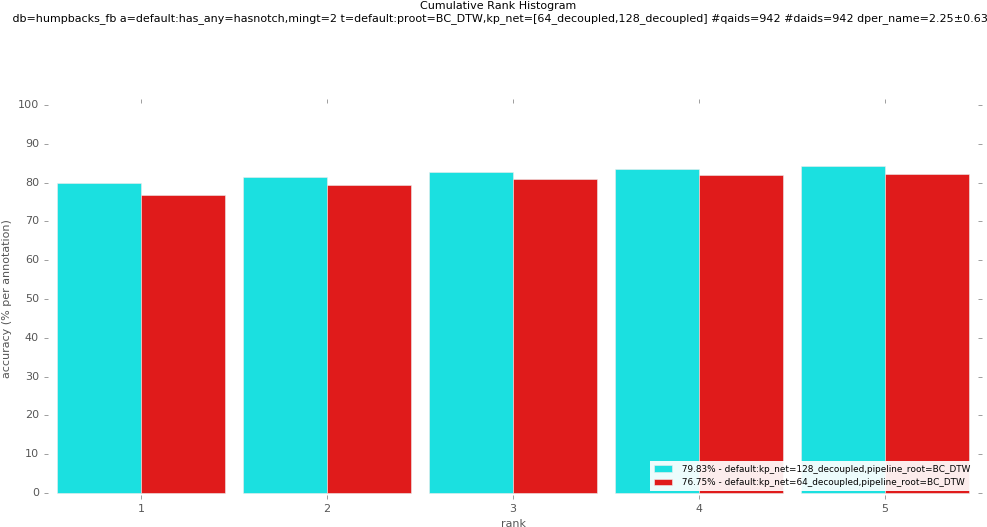 Cumulative Rank Histogram
db=humpbacks_fb a=default:has_any=hasnotch,mingt=2 t=default:proot=BC_DTW,kp_net=[64_decoupled,128_decoupled] #qaids=942 #daids=942 dper_name=2.25±0.63
100
90
80
70
60
50
40
30
20
10
0
accuracy (% per annotation)
79.83% - default:kp_net=128_decoupled,pipeline_root=BC_DTW
76.75% - default:kp_net=64_decoupled,pipeline_root=BC_DTW
1 2 3 4 5
rank